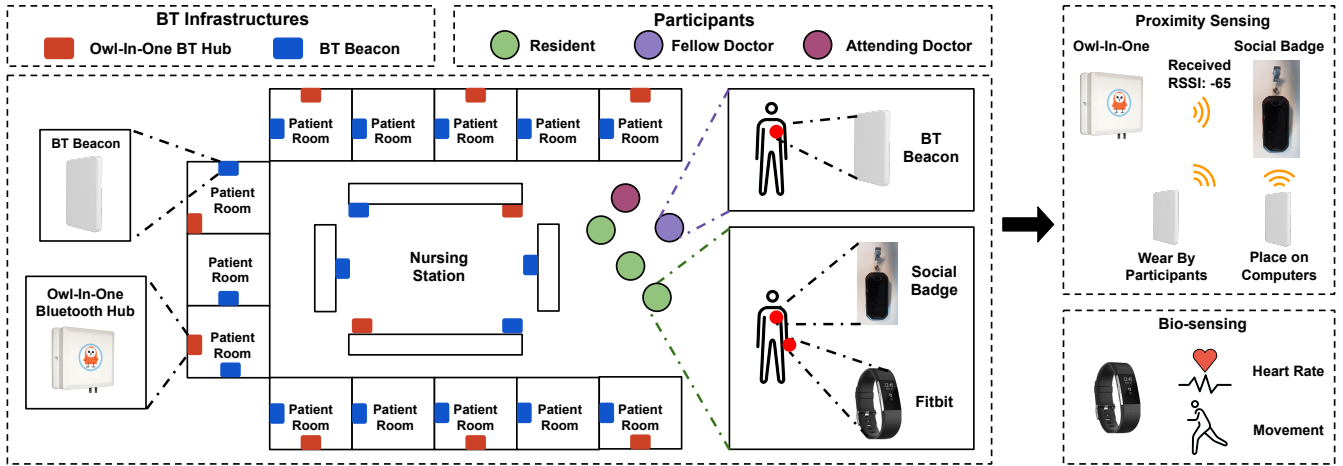 BT Infrastructures
Owl-In-One BT Hub
BT Beacon
Participants
Resident
Fellow Doctor
Attending Doctor
BT Beacon
Owl-In-One
Bluetooth Hub
Patient
Room
Patient
Room
Patient
Room
Patient
Room
Patient
Room
Patient
Room
Patient
Room
Patient
Room
Nursing
Station
Patient
Room
Patient
Room
Patient
Room
Patient
Room
Patient
Room
BT
Beacon
Social
Badge
Fitbit
Proximity Sensing
Owl-In-One
Social Badge
Received
RSSI: -65
Wear By
Participants
Place on
Computers
Bio-sensing
Heart Rate
Movement